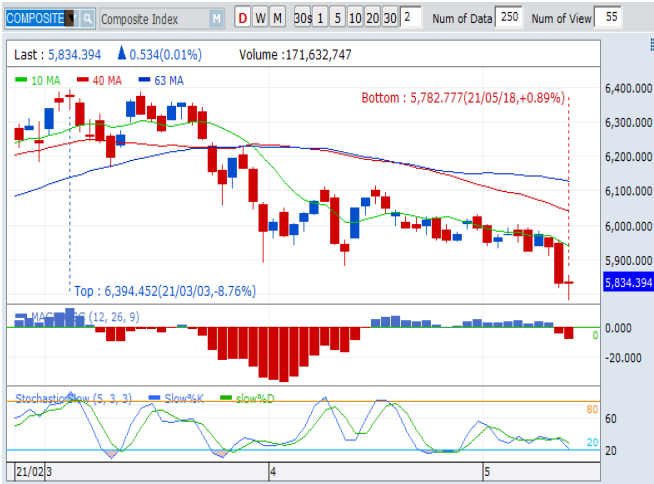 COMPOSITE Composite Index M D W M 30s 1 5 10 20 30 2 Num of Data 250 Num of View 55
Last : 5,834.394 0.534(0.01%) Volume :171,632,747
10 MA 40 MA 63 MA
Bottom : 5,782.777(21/05/18,+0.89%)
6,400.000
6,300.000
6,200.000
6,100.000
6,000.000
5,900.000
5,834.394
Top : 6,394.452(21/03/03,-8.76%)
(12, 26, 9)
0
0.000
-20.000
Slow (5, 3, 3) Slow%K slow%D
80
60
20
20
21/02 3 4 5